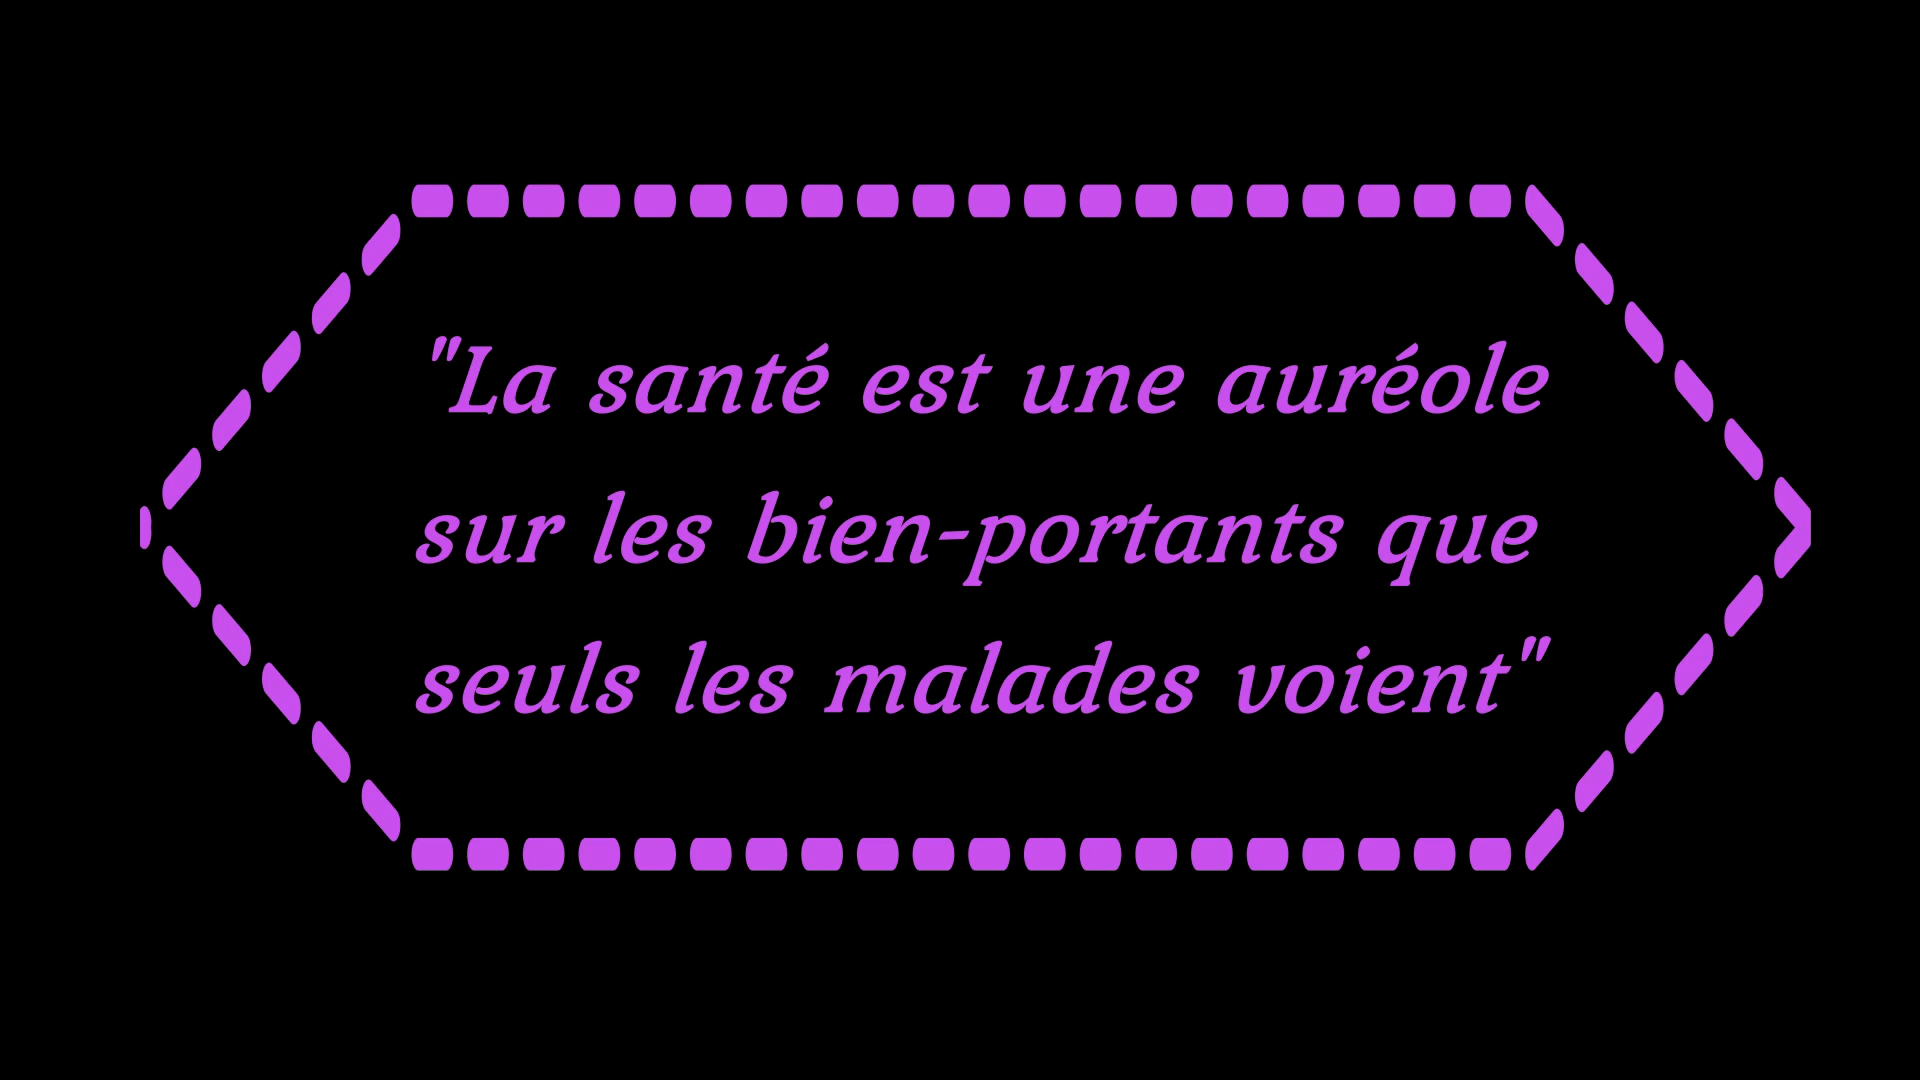 "La santé est une auréole
sur les bien-portants que
seuls les malades voient"